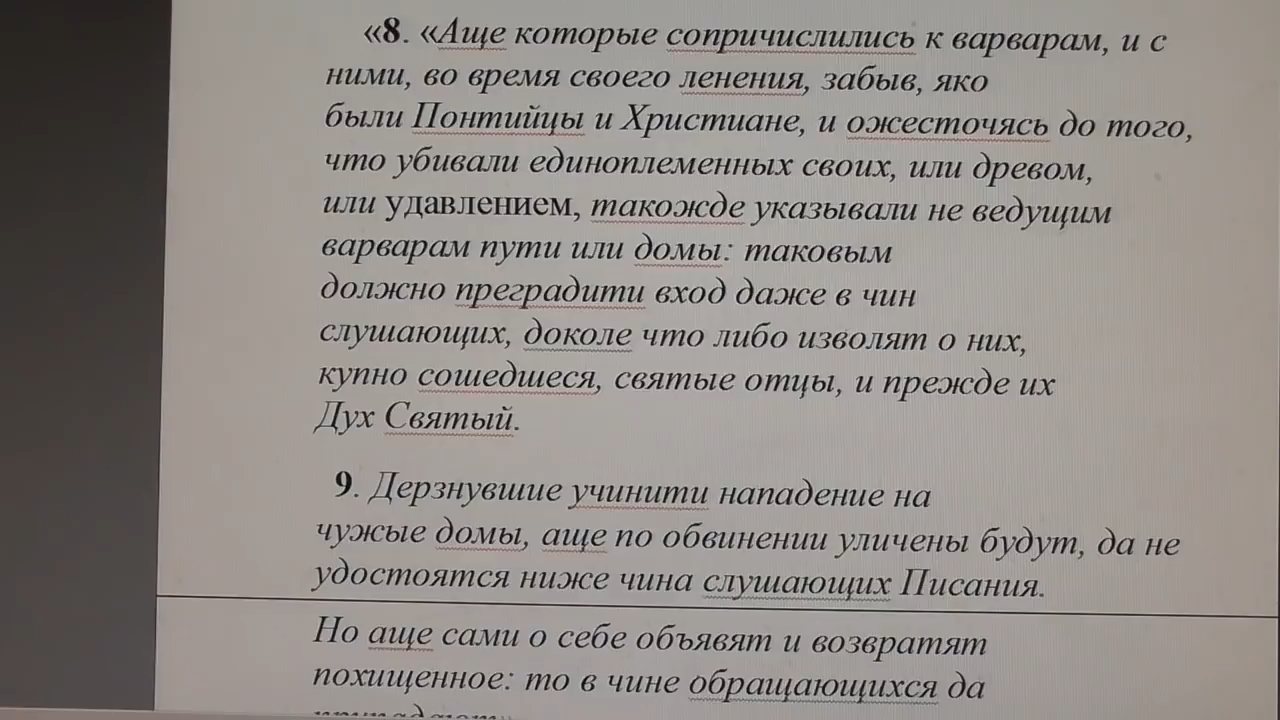 «8. «Аще которые сопричислились к варварам, и с
ними, во время своего ленения, забыв, яко
были Понтийцы и Христиане, и ожесточясь до того,
что убивали единоплеменных своих, или древом,
или удавлением, такожде указывали не ведущим
варварам пути или домы: таковым
должно преградити вход даже в чин
слушающих, доколе что либо изволят о них,
купно сошедшеся, святые отцы, и прежде их
Дух Святый.
9. Дерзнувшие учинити нападение на
чужые домы, аще по обвинении уличены будут, да не
удостоятся ниже чина слушающих Писания.
Но аще сами о себе объявят и возвратят
похищенное: то в чине обращающихся да